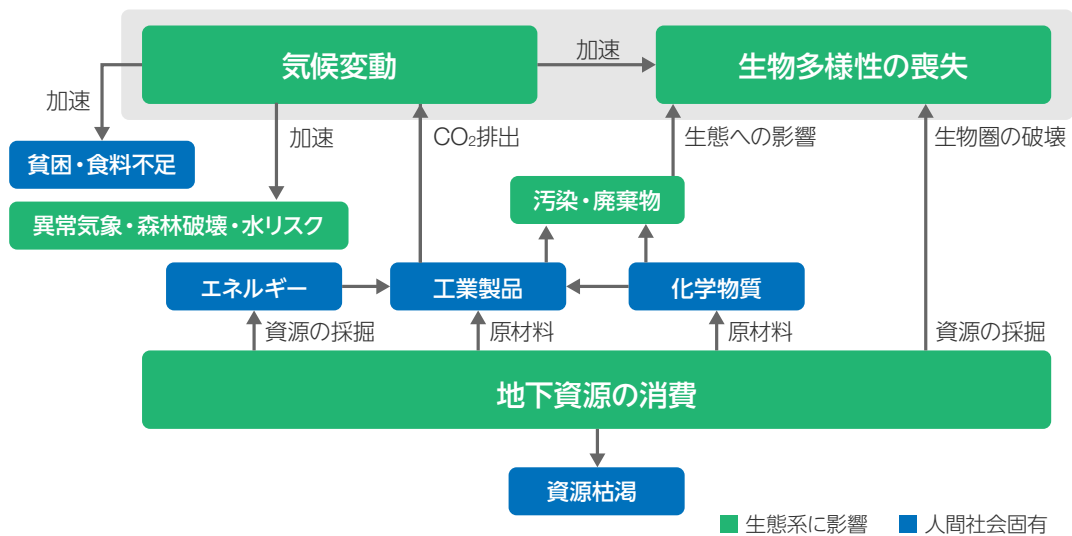 気候変動
加速
生物多様性の喪失
加速
加速
CO₂排出
生態への影響
生物圏の破壊
貧困・食料不足
汚染・廃棄物
異常気象・森林破壊・水リスク
エネルギー
工業製品
化学物質
資源の採掘
原材料
原材料
資源の採掘
地下資源の消費
資源枯渇
生態系に影響
人間社会固有